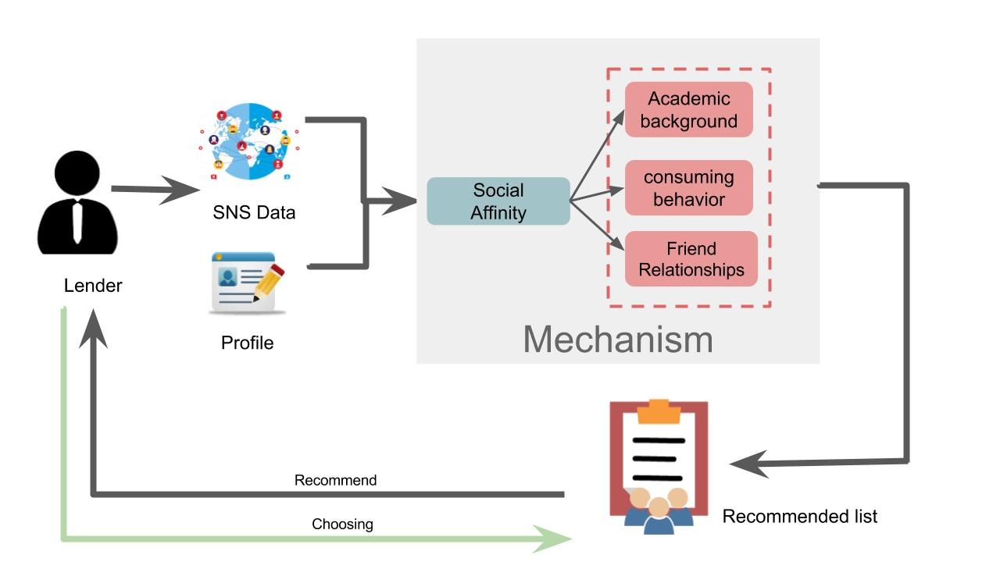 Academic
background
consuming
behavior
Social
Affinity
SNS Data
Friend
Relationships
Lender
Profile
Mechanism
Recommend
Recommended list
Choosing